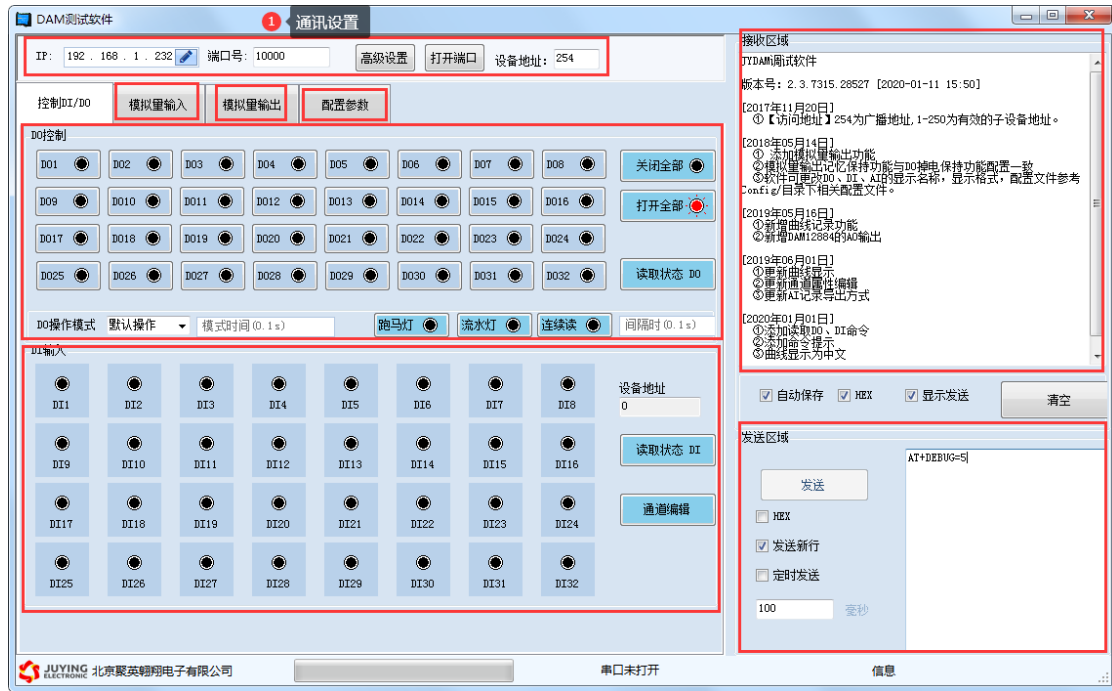 DAM测试软件
1 通讯设置
IP: 192 . 168 . 1 . 232 端口号: 10000 高级设置 打开端口 设备地址: 254
控制DI/DO 模拟量输入 模拟量输出 配置参数
DO控制
DO1 DO2 DO3 DO4 DO5 DO6 DO7 DO8 关闭全部
DO9 DO10 DO11 DO12 DO13 DO14 DO15 DO16 打开全部
DO17 DO18 DO19 DO20 DO21 DO22 DO23 DO24
DO25 DO26 DO27 DO28 DO29 DO30 DO31 DO32 读取状态 DO
DO操作模式 默认操作 模式时间(0.1s) 跑马灯 流水灯 连续读 间隔时(0.1s)
DI输入
DI1 DI2 DI3 DI4 DI5 DI6 DI7 DI8
设备地址
0
DI9 DI10 DI11 DI12 DI13 DI14 DI15 DI16 读取状态 DI
DI17 DI18 DI19 DI20 DI21 DI22 DI23 DI24 通道编辑
DI25 DI26 DI27 DI28 DI29 DI30 DI31 DI32
接收区域
JYDAM调试软件
版本号: 2.3.7315.28527 [2020-01-11 15:50]
[2017年11月20日]
①【访问地址】254为广播地址,1-250为有效的子设备地址。
[2018年05月14日]
① 添加模拟量输出功能
②模拟量输出记忆保持功能与DO掉电保持功能配置一致
③软件可更改DO、DI、AI的显示名称，显示格式，配置文件参考
Config/目录下相关配置文件。
[2019年05月16日]
①新增曲线记录功能
②新增DAM12884的AO输出
[2019年06月01日]
①更新曲线显示
②更新通道属性编辑
③更新AI记录导出方式
[2020年01月01日]
①添加读取DO、DI命令
②添加命令提示
③曲线显示为中文
自动保存 HEX 显示发送 清空
发送区域
AT+DEBUG=5
发送
HEX
发送新行
定时发送
100 毫秒
JUYING ELECTRONIC 北京聚英翱翔电子有限公司 串口未打开 信息